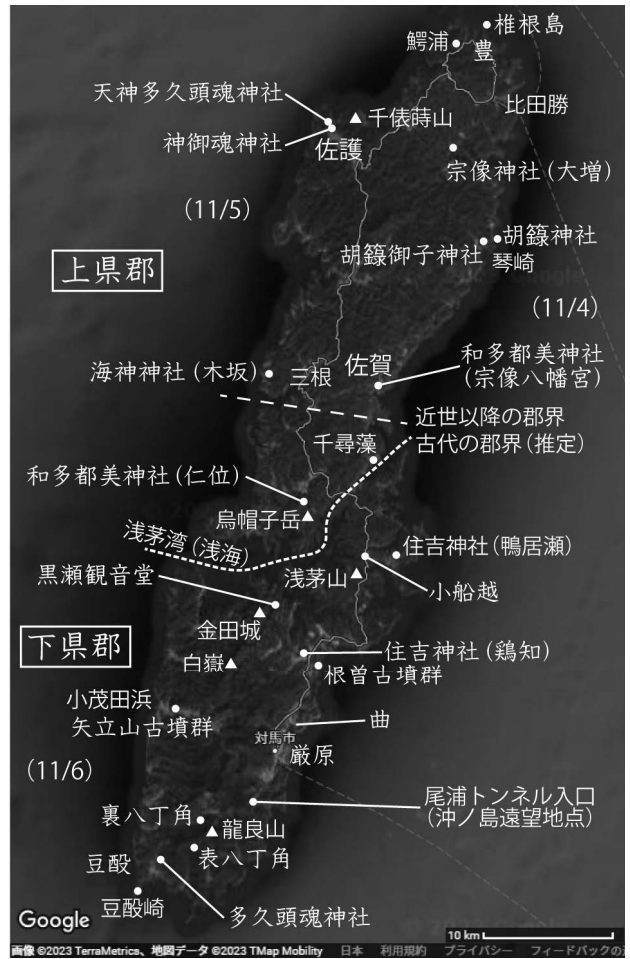 椎根島
鰐浦
豊
天神多久頭魂神社
千俵蒔山
比田勝
神御魂神社
佐護
宗像神社(大増)
(11/5)
胡籙神社
胡籙御子神社
琴崎
上県郡
(11/4)
佐賀
和多都美神社
(宗像八幡宮)
海神神社(木坂)
三根
近世以降の郡界
千尋藻
古代の郡界(推定)
和多都美神社(仁位)
烏帽子岳
浅茅湾(浅海)
住吉神社(鴨居瀬)
黒瀬観音堂
浅茅山
小船越
金田城
下県郡
住吉神社(鶏知)
白嶽
根曽古墳群
小茂田浜
矢立山古墳群
曲
対馬市
厳原
(11/6)
尾浦トンネル入口
(沖ノ島遠望地点)
裏八丁角
龍良山
豆酘
表八丁角
豆酘崎
多久頭魂神社
Google
10 km
画像 ©2023 TerraMetrics、地図データ ©2023 TMap Mobility 日本 利用規約 プライバシー フィードバックの